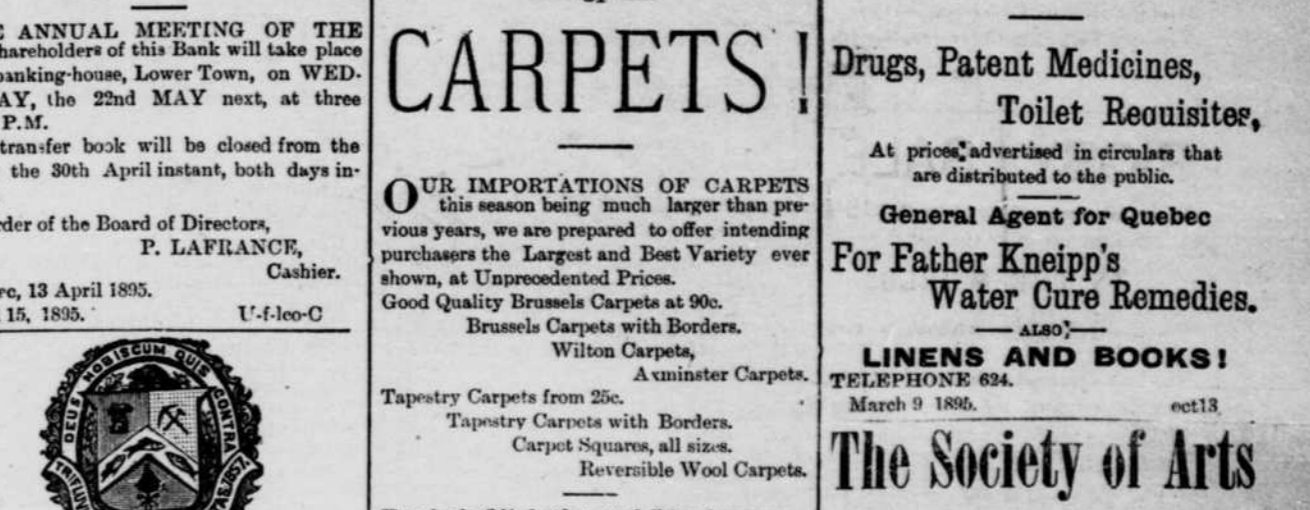 ANNUAL MEETING OF THE
hareholders of this Bank will take place
banking-house, Lower Town, on WED-
AY, the 22nd MAY next, at three
P.M.
transfer book will be closed from the
the 30th April instant, both days in-
rder of the Board of Directors,
P. LAFRANCE,
Cashier.
ec, 13 April 1895.
15, 1895.
DEUS NOBISCUM QUIS CONTRA
CARPETS!
OUR IMPORTATIONS OF CARPETS
this season being much larger than pre-
vious years, we are prepared to offer intending
purchasers the Largest and Best Variety ever
shown, at Unprecedented Prices.
Good Quality Brussels Carpets at 90c.
Brussels Carpets with Borders.
Wilton Carpets,
Axminster Carpets.
Tapestry Carpets from 25c.
Tapestry Carpets with Borders.
Carpet Squares, all sizes.
Reversible Wool Carpets.
Drugs, Patent Medicines,
Toilet Requisites,
At prices advertised in circulars that
are distributed to the public.
General Agent for Quebec
For Father Kneipp's
Water Cure Remedies.
ALSO
LINENS AND BOOKS!
TELEPHONE 624.
March 9 1895. oct13
The Society of Arts